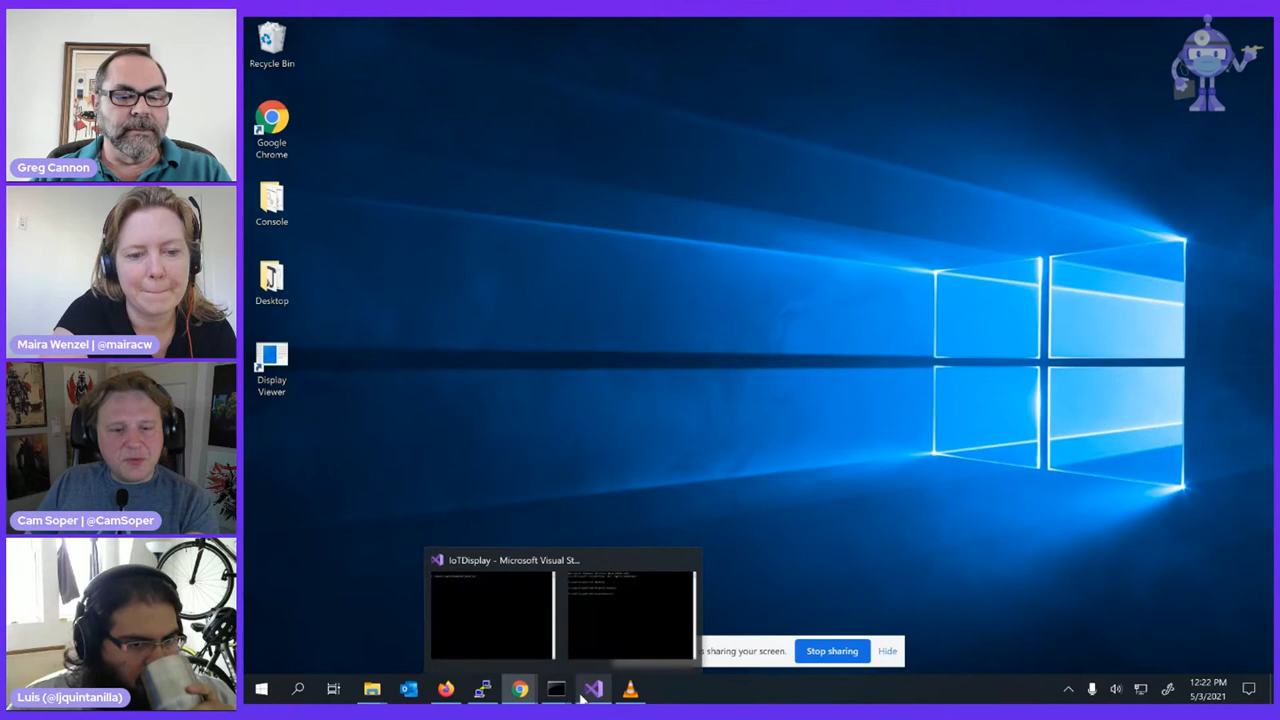 Greg Cannon
Maira Wenzel | @mairacw
Cam Soper | @CamSoper
Luis (@ljquintanilla)
Recycle Bin
Google
Chrome
Console
Desktop
Display
Viewer
IoTDisplay - Microsoft Visual St...
s sharing your screen.
Stop sharing
Hide
12:22 PM
5/3/2021